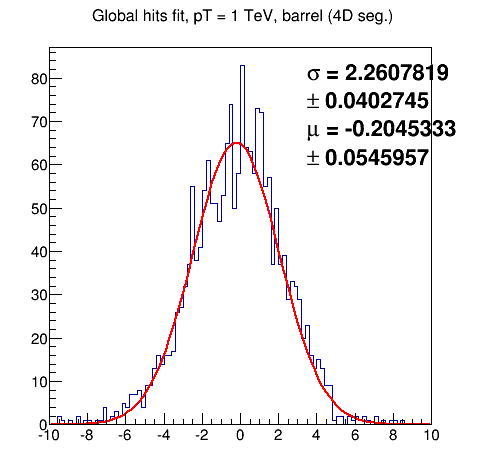 Global hits fit, pT = 1 TeV, barrel (4D seg.)
σ = 2.2607819
± 0.0402745
μ = -0.2045333
± 0.0545957
80
70
60
50
40
30
20
10
0
-10 -8 -6 -4 -2 0 2 4 6 8 10